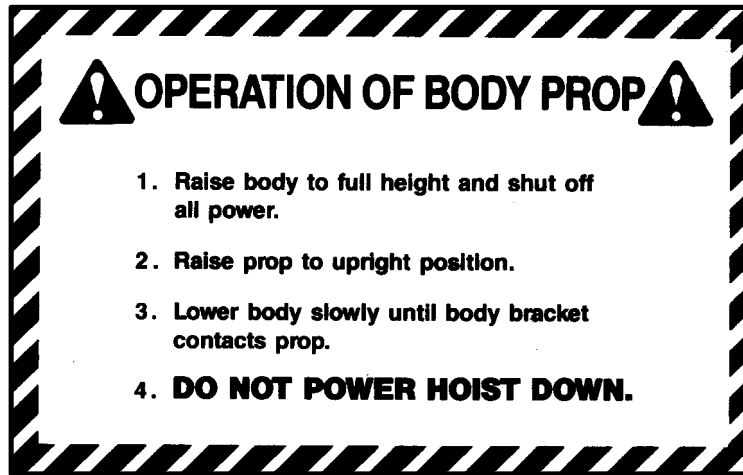 OPERATION OF BODY PROP
1. Raise body to full height and shut off
all power.
2. Raise prop to upright position.
3. Lower body slowly until body bracket
contacts prop.
4. DO NOT POWER HOIST DOWN.